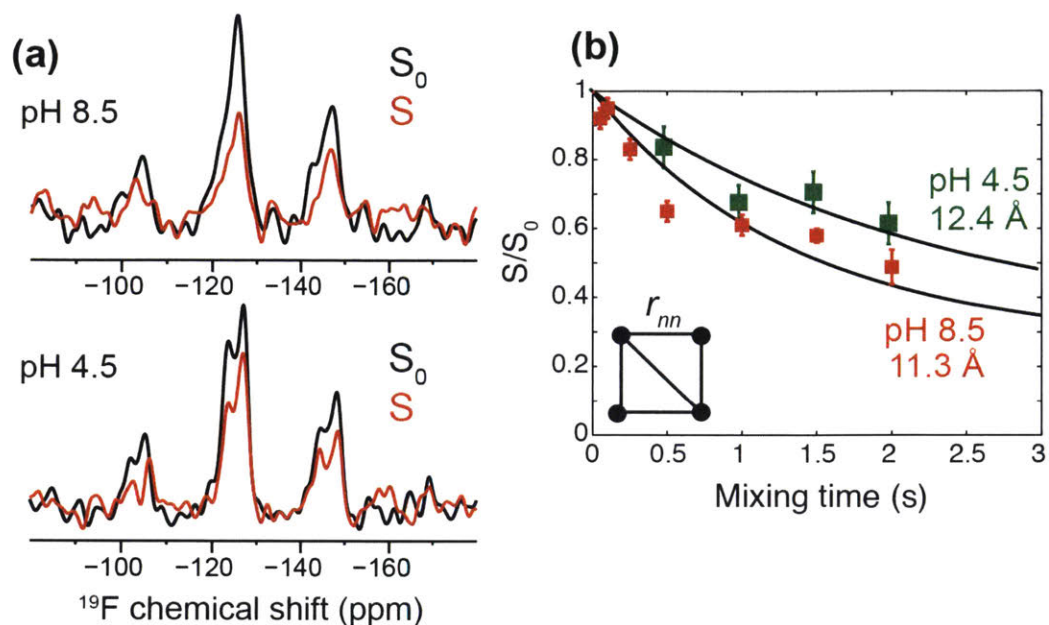 (a)
pH 8.5
S₀
S
−100 −120 −140 −160
pH 4.5
S₀
S
−100 −120 −140 −160
¹⁹F chemical shift (ppm)
(b)
1
0.8
0.6
0.4
0.2
0
S/S₀
pH 4.5
12.4 Å
pH 8.5
11.3 Å
rₙₙ
0 0.5 1 1.5 2 2.5 3
Mixing time (s)